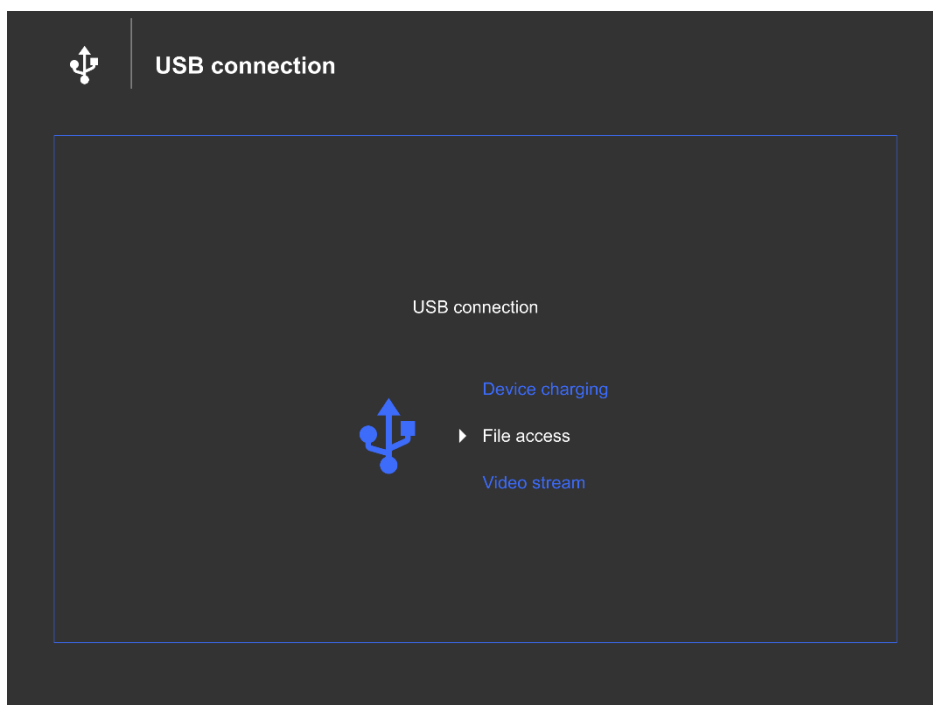 USB connection
USB connection
Device charging
File access
Video stream